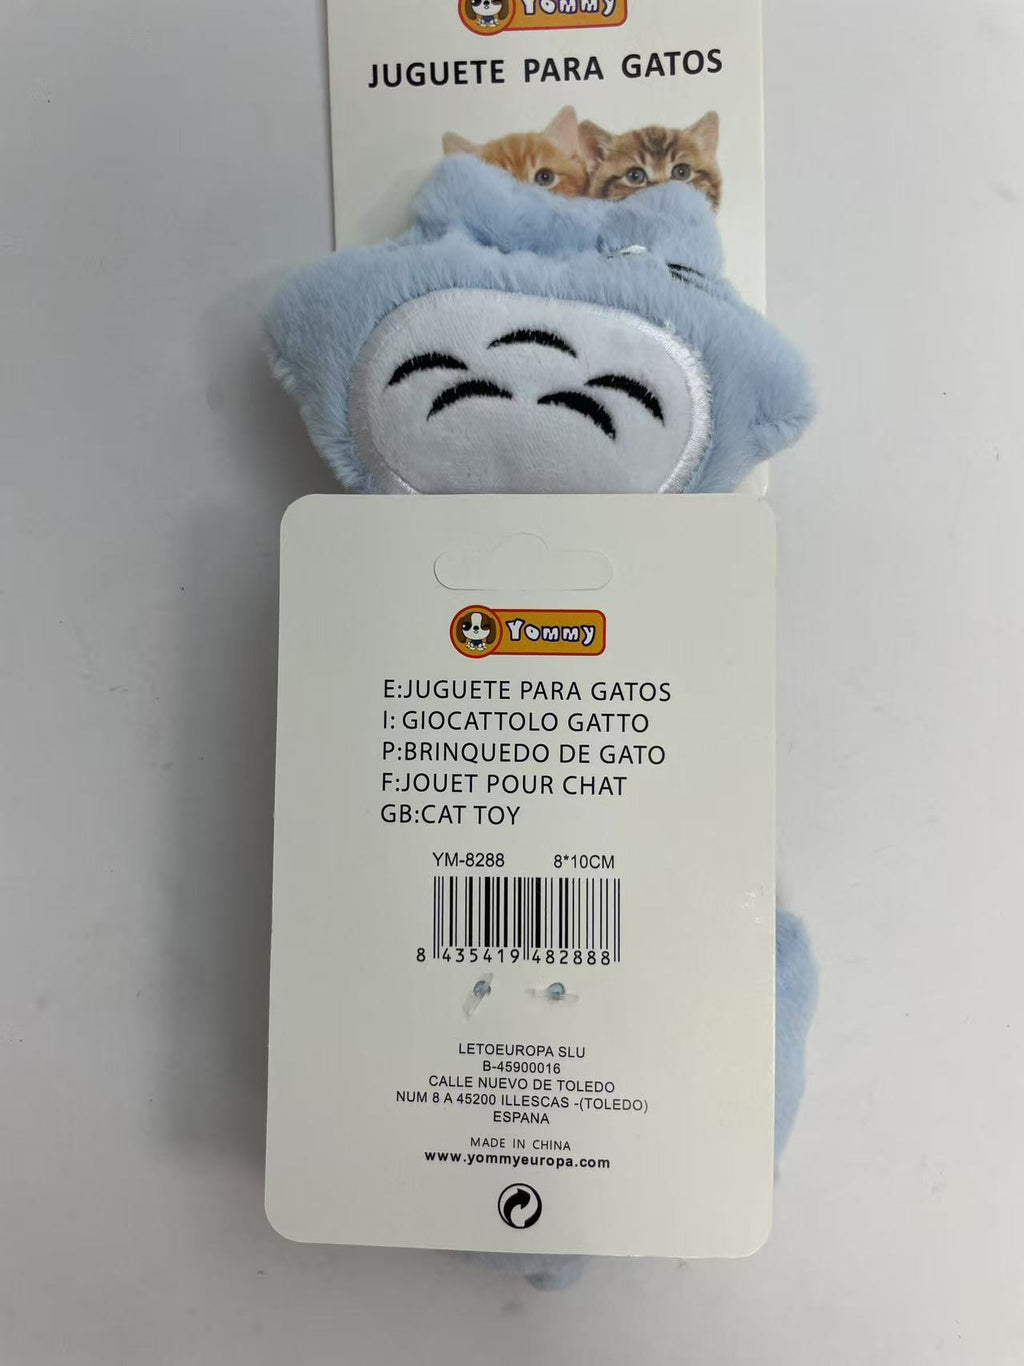 Yommy
JUGUETE PARA GATOS
Yommy
E:JUGUETE PARA GATOS
I: GIOCATTOLO GATTO
P:BRINQUEDO DE GATO
F:JOUET POUR CHAT
GB:CAT TOY
YM-8288 8*10CM
8 435419 482888
LETOEUROPA SLU
B-45900016
CALLE NUEVO DE TOLEDO
NUM 8 A 45200 ILLESCAS -(TOLEDO)
ESPANA
MADE IN CHINA
www.yommyeuropa.com